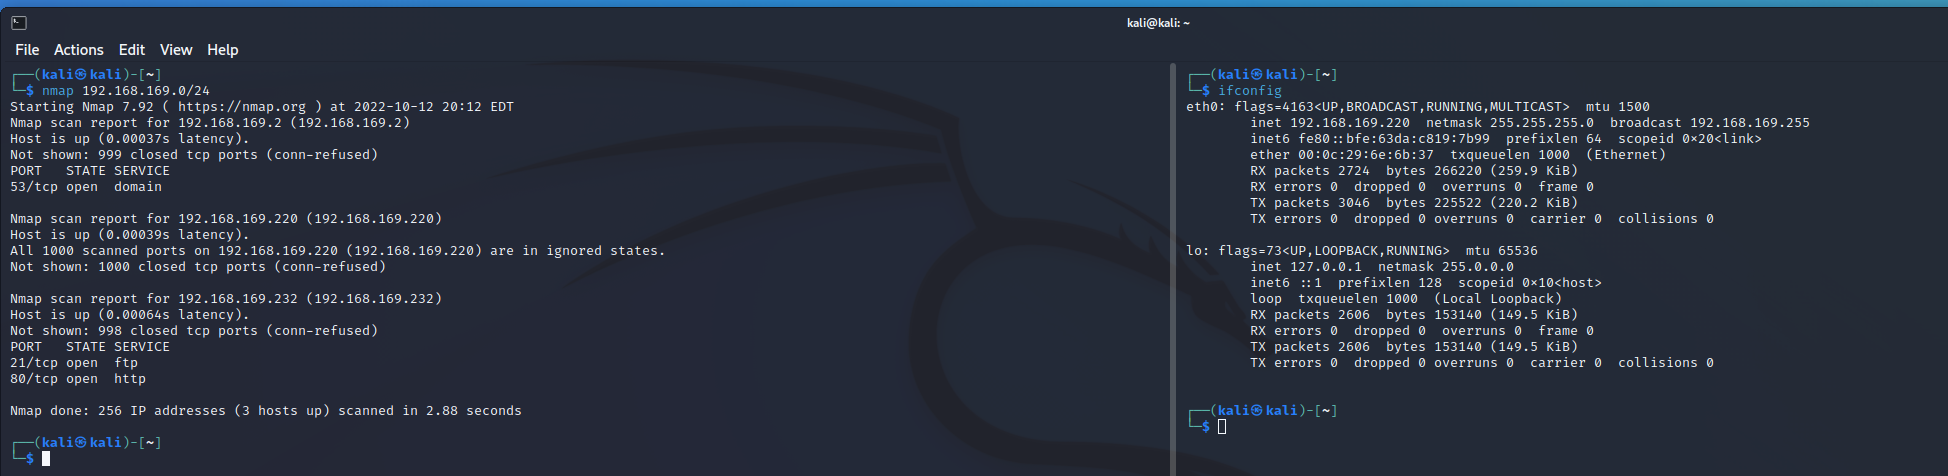 kali@kali: ~
File Actions Edit View Help
┌──(kali㉿kali)-[~]
└─$ nmap 192.168.169.0/24
Starting Nmap 7.92 ( https://nmap.org ) at 2022-10-12 20:12 EDT
Nmap scan report for 192.168.169.2 (192.168.169.2)
Host is up (0.00037s latency).
Not shown: 999 closed tcp ports (conn-refused)
PORT   STATE SERVICE
53/tcp open  domain

Nmap scan report for 192.168.169.220 (192.168.169.220)
Host is up (0.00039s latency).
All 1000 scanned ports on 192.168.169.220 (192.168.169.220) are in ignored states.
Not shown: 1000 closed tcp ports (conn-refused)

Nmap scan report for 192.168.169.232 (192.168.169.232)
Host is up (0.00064s latency).
Not shown: 998 closed tcp ports (conn-refused)
PORT   STATE SERVICE
21/tcp open  ftp
80/tcp open  http

Nmap done: 256 IP addresses (3 hosts up) scanned in 2.88 seconds

┌──(kali㉿kali)-[~]
└─$
┌──(kali㉿kali)-[~]
└─$ ifconfig
eth0: flags=4163<UP,BROADCAST,RUNNING,MULTICAST>  mtu 1500
        inet 192.168.169.220  netmask 255.255.255.0  broadcast 192.168.169.255
        inet6 fe80::bfe:63da:c819:7b99  prefixlen 64  scopeid 0x20<link>
        ether 00:0c:29:6e:6b:37  txqueuelen 1000  (Ethernet)
        RX packets 2724  bytes 266220 (259.9 KiB)
        RX errors 0  dropped 0  overruns 0  frame 0
        TX packets 3046  bytes 225522 (220.2 KiB)
        TX errors 0  dropped 0 overruns 0  carrier 0  collisions 0

lo: flags=73<UP,LOOPBACK,RUNNING>  mtu 65536
        inet 127.0.0.1  netmask 255.0.0.0
        inet6 ::1  prefixlen 128  scopeid 0x10<host>
        loop  txqueuelen 1000  (Local Loopback)
        RX packets 2606  bytes 153140 (149.5 KiB)
        RX errors 0  dropped 0  overruns 0  frame 0
        TX packets 2606  bytes 153140 (149.5 KiB)
        TX errors 0  dropped 0 overruns 0  carrier 0  collisions 0

┌──(kali㉿kali)-[~]
└─$